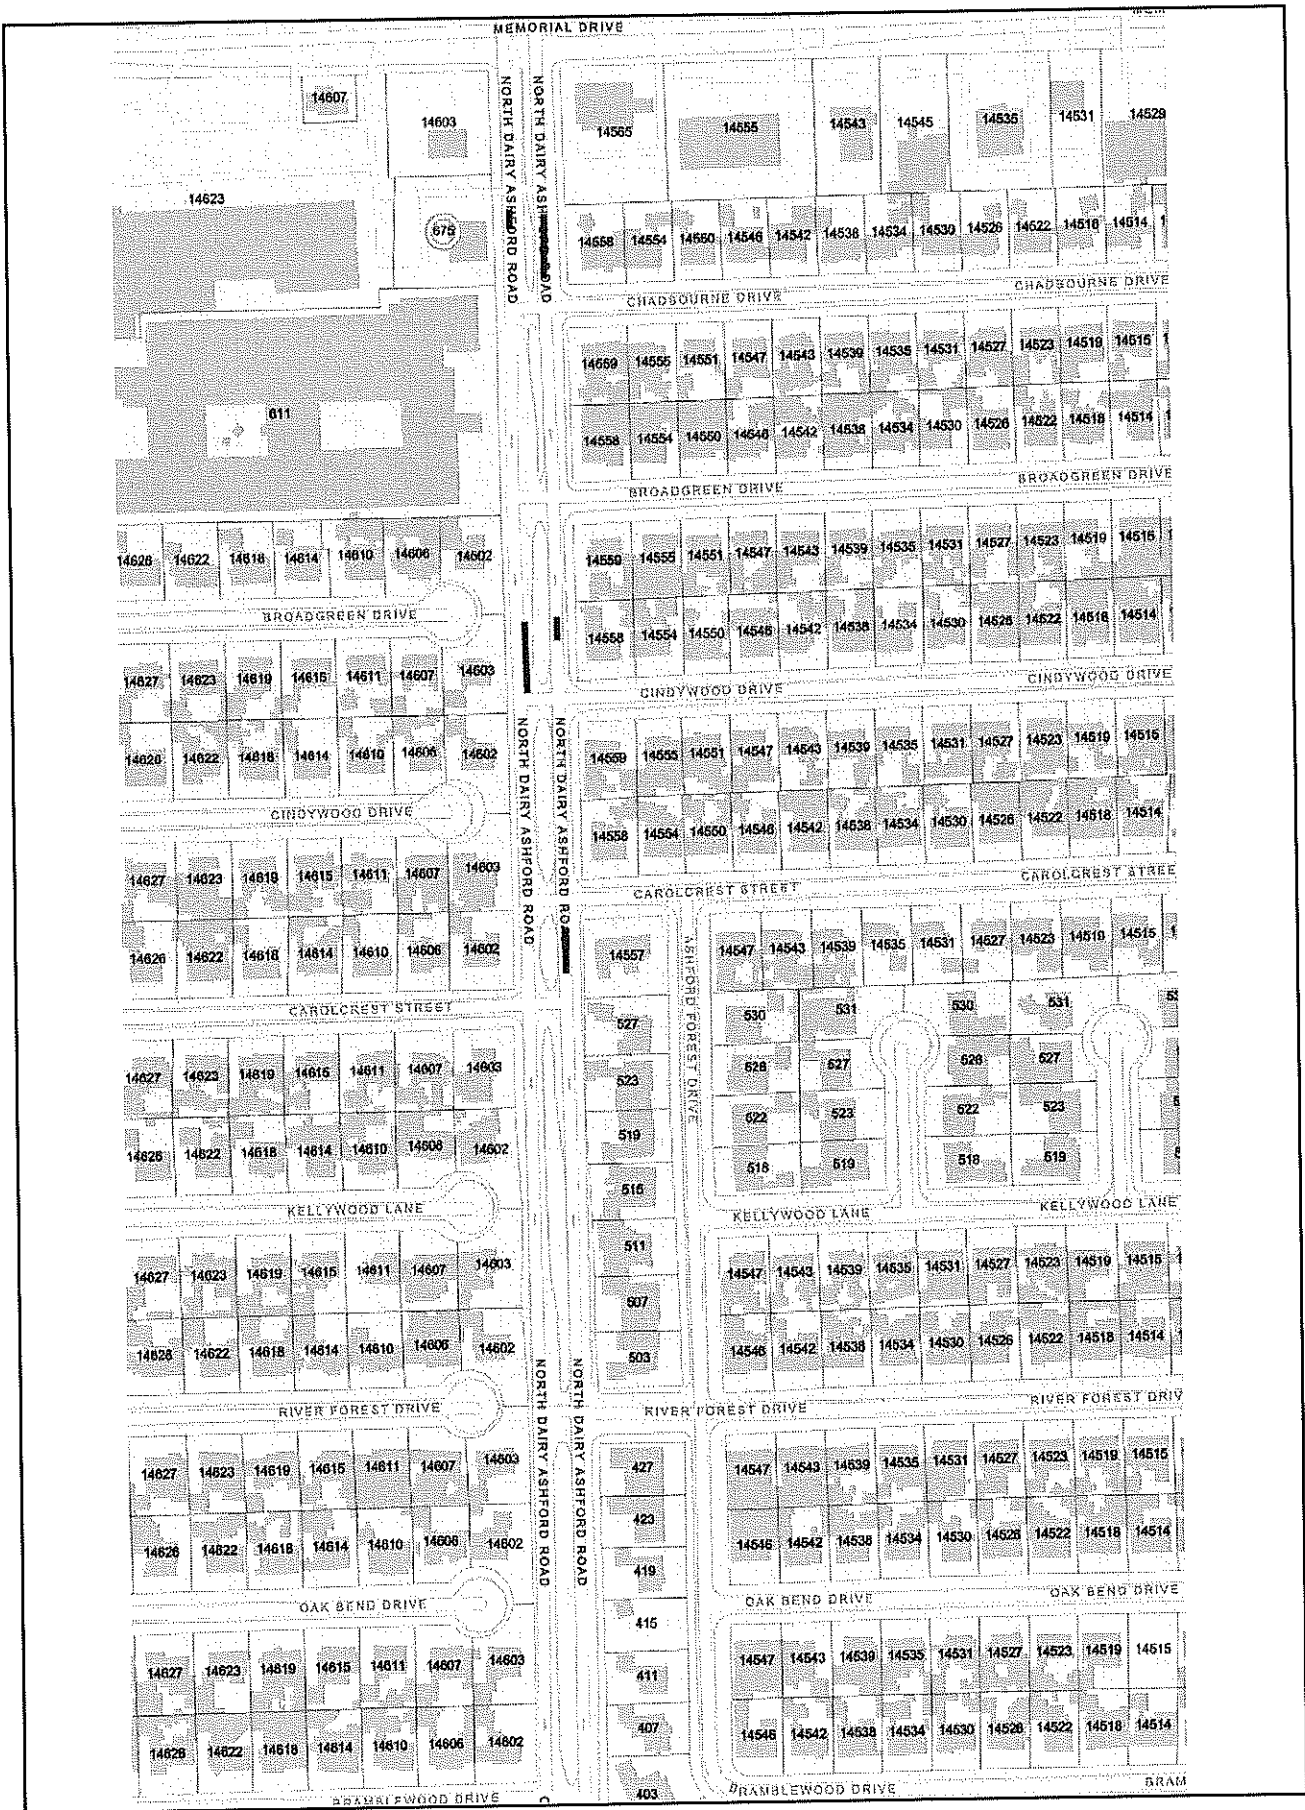 MEMORIAL DRIVE
NORTH DAIRY ASHFORD ROAD
NORTH DAIRY ASHFORD ROAD
14607
14603
14565 14555 14543 14545 14535 14531 14529
14623
675
14558 14554 14550 14546 14542 14538 14534 14530 14526 14522 14518 14514
CHADBOURNE DRIVE CHADBOURNE DRIVE
14559 14555 14551 14547 14543 14539 14535 14531 14527 14523 14519 14515
611
14558 14554 14550 14546 14542 14538 14534 14530 14526 14522 14518 14514
BROADGREEN DRIVE BROADGREEN DRIVE
14626 14622 14618 14614 14610 14606 14602
14559 14555 14551 14547 14543 14539 14535 14531 14527 14523 14519 14515
BROADGREEN DRIVE
14558 14554 14550 14546 14542 14538 14534 14530 14526 14522 14518 14514
14627 14623 14619 14615 14611 14607 14603
CINDYWOOD DRIVE CINDYWOOD DRIVE
NORTH DAIRY ASHFORD ROAD
NORTH DAIRY ASHFORD ROAD
14626 14622 14618 14614 14610 14606 14602
14559 14555 14551 14547 14543 14539 14535 14531 14527 14523 14519 14515
CINDYWOOD DRIVE
14558 14554 14550 14546 14542 14538 14534 14530 14526 14522 14518 14514
14627 14623 14619 14615 14611 14607 14603
CAROLCREST STREET CAROLCREST STREE
14626 14622 14618 14614 14610 14606 14602
14557
ASHFORD FOREST DRIVE
14547 14543 14539 14535 14531 14527 14523 14519 14515
CAROLCREST STREET
527 530 531 530 531
14627 14623 14619 14615 14611 14607 14603
523 526 527 526 527
519 522 523 522 523
14626 14622 14618 14614 14610 14606 14602
515 518 519 518 519
KELLYWOOD LANE
KELLYWOOD LANE KELLYWOOD LANE
14627 14623 14619 14615 14611 14607 14603
511
507
14547 14543 14539 14535 14531 14527 14523 14519 14515
14626 14622 14618 14614 14610 14606 14602
503
14546 14542 14538 14534 14530 14526 14522 14518 14514
NORTH DAIRY ASHFORD ROAD
NORTH DAIRY ASHFORD ROAD
RIVER FOREST DRIVE RIVER FOREST DRIVE RIVER FOREST DRIV
14627 14623 14619 14615 14611 14607 14603
427
14547 14543 14539 14535 14531 14527 14523 14519 14515
423
14626 14622 14618 14614 14610 14606 14602
14546 14542 14538 14534 14530 14526 14522 14518 14514
419
OAK BEND DRIVE OAK BEND DRIVE OAK BEND DRIVE
415
14627 14623 14619 14615 14611 14607 14603
411
14547 14543 14539 14535 14531 14527 14523 14519 14515
407
14626 14622 14618 14614 14610 14606 14602
14546 14542 14538 14534 14530 14526 14522 14518 14514
403
BRAMBLEWOOD DRIVE BRAMBLEWOOD DRIVE BRAM